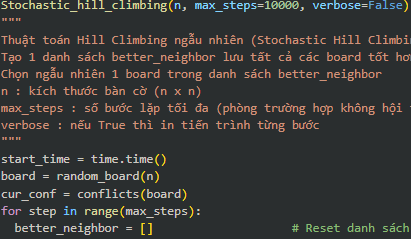 Stochastic_hill_climbing(n, max_steps=10000, verbose=False)
"""
Thuật toán Hill Climbing ngẫu nhiên (Stochastic Hill Climbin
Tạo 1 danh sách better_neighbor lưu tất cả các board tốt hơ
Chọn ngẫu nhiên 1 board trong danh sách better_neighbor
n : kích thước bàn cờ (n x n)
max_steps : số bước lặp tối đa (phòng trường hợp không hội
verbose : nếu True thì in tiến trình từng bước
"""
start_time = time.time()
board = random_board(n)
cur_conf = conflicts(board)
for step in range(max_steps):
better_neighbor = [] # Reset danh sách